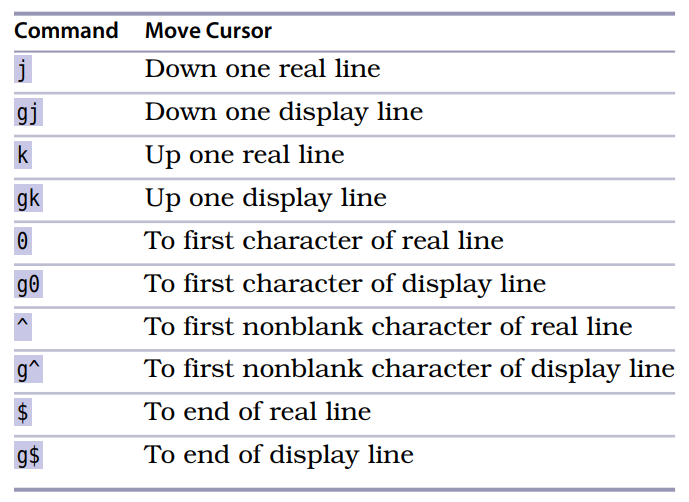 Command Move Cursor
j Down one real line
gj Down one display line
k Up one real line
gk Up one display line
0 To first character of real line
g0 To first character of display line
^ To first nonblank character of real line
g^ To first nonblank character of display line
$ To end of real line
g$ To end of display line